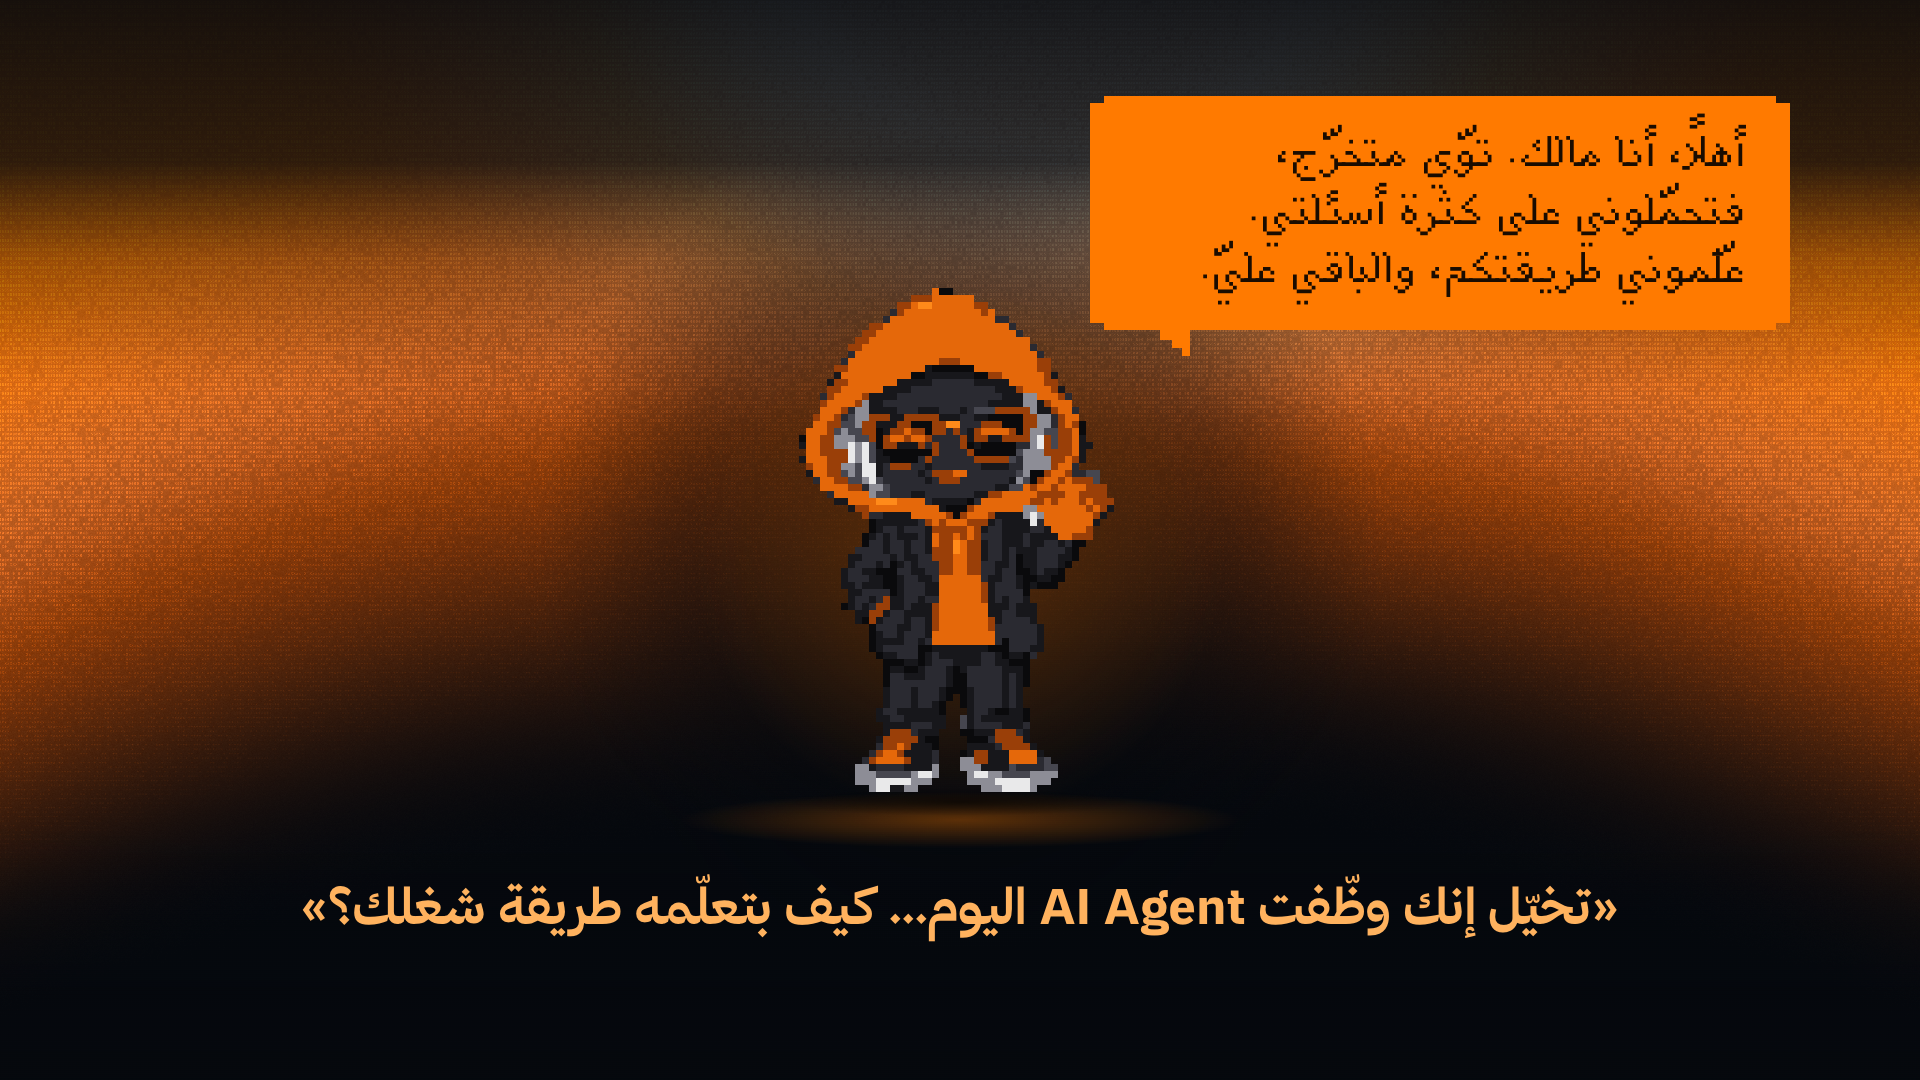 أهلًا، أنا مالك. توّي متخرّج،
فتحمّلوني على كثرة أسئلتي.
علّموني طريقتكم، والباقي عليّ.
«تخيّل إنك وظّفت AI Agent اليوم... كيف بتعلّمه طريقة شغلك؟»